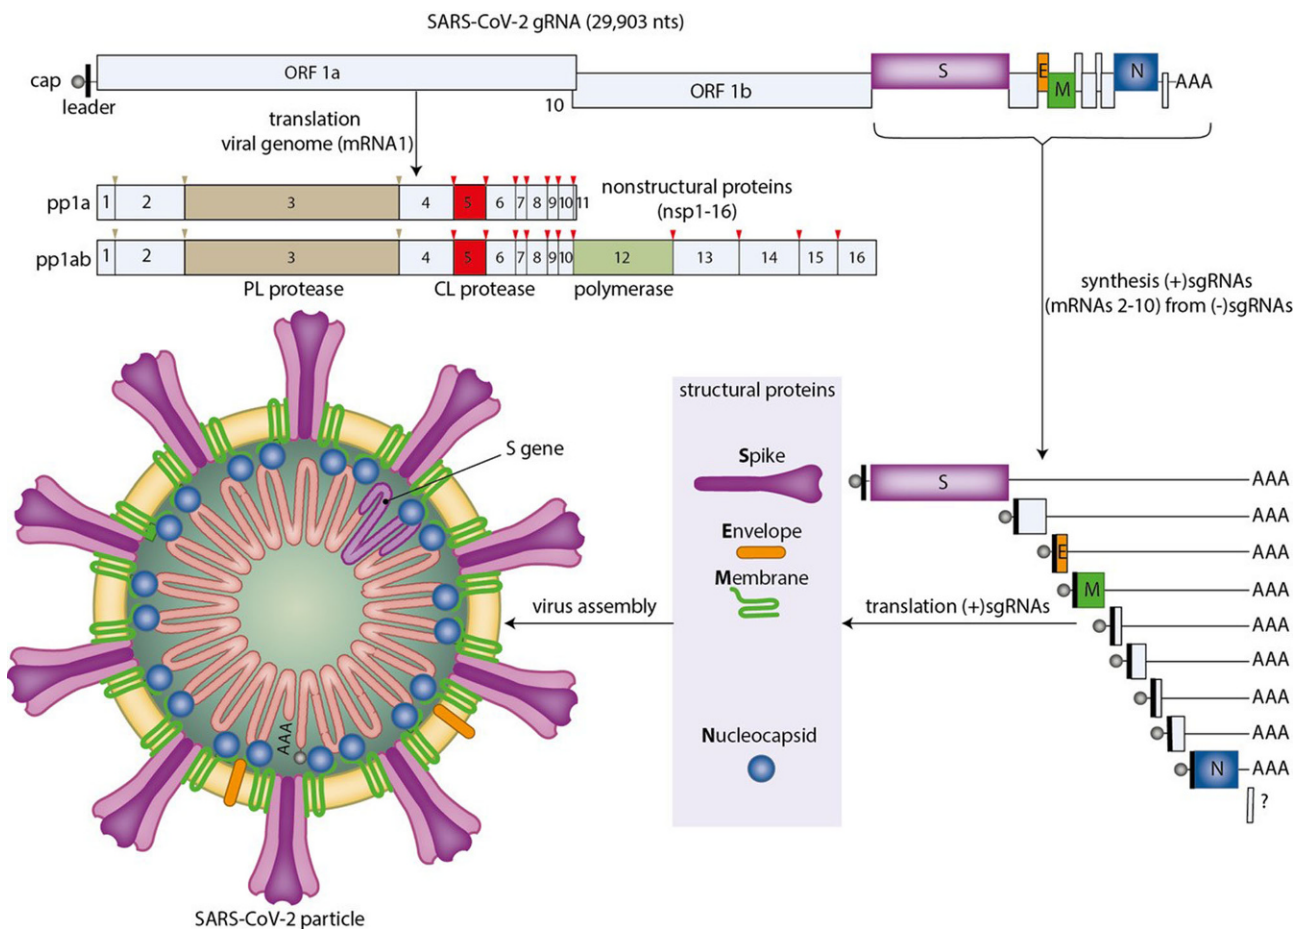 SARS-CoV-2 gRNA (29,903 nts)
cap
leader
ORF 1a
10
ORF 1b
S
E
M
N
AAA
translation
viral genome (mRNA1)
pp1a
1 2 3 4 5 6 7 8 9 10 11
nonstructural proteins
(nsp1-16)
pp1ab
1 2 3 4 5 6 7 8 9 10 12 13 14 15 16
PL protease
CL protease
polymerase
synthesis (+)sgRNAs
(mRNAs 2-10) from (-)sgRNAs
structural proteins
Spike
Envelope
Membrane
Nucleocapsid
S gene
virus assembly
translation (+)sgRNAs
S AAA
AAA
E AAA
M AAA
AAA
AAA
AAA
AAA
N AAA
?
AAA
SARS-CoV-2 particle